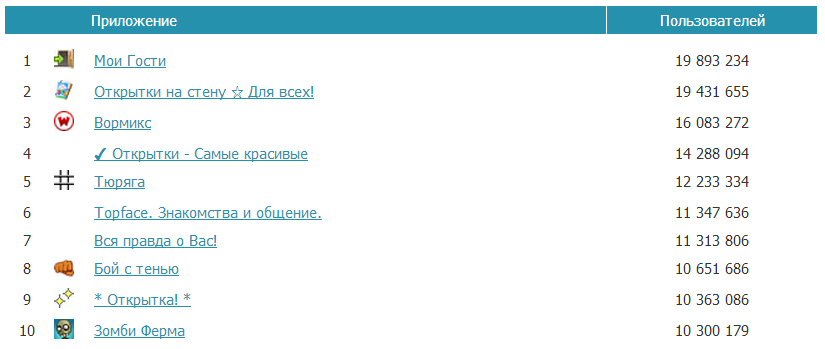 Приложение Пользователей
1 Мои Гости 19 893 234
2 Открытки на стену ☆ Для всех! 19 431 655
3 Вормикс 16 083 272
4 ✔ Открытки - Самые красивые 14 288 094
5 Тюряга 12 233 334
6 Topface. Знакомства и общение. 11 347 636
7 Вся правда о Вас! 11 313 806
8 Бой с тенью 10 651 686
9 * Открытка! * 10 363 086
10 Зомби Ферма 10 300 179